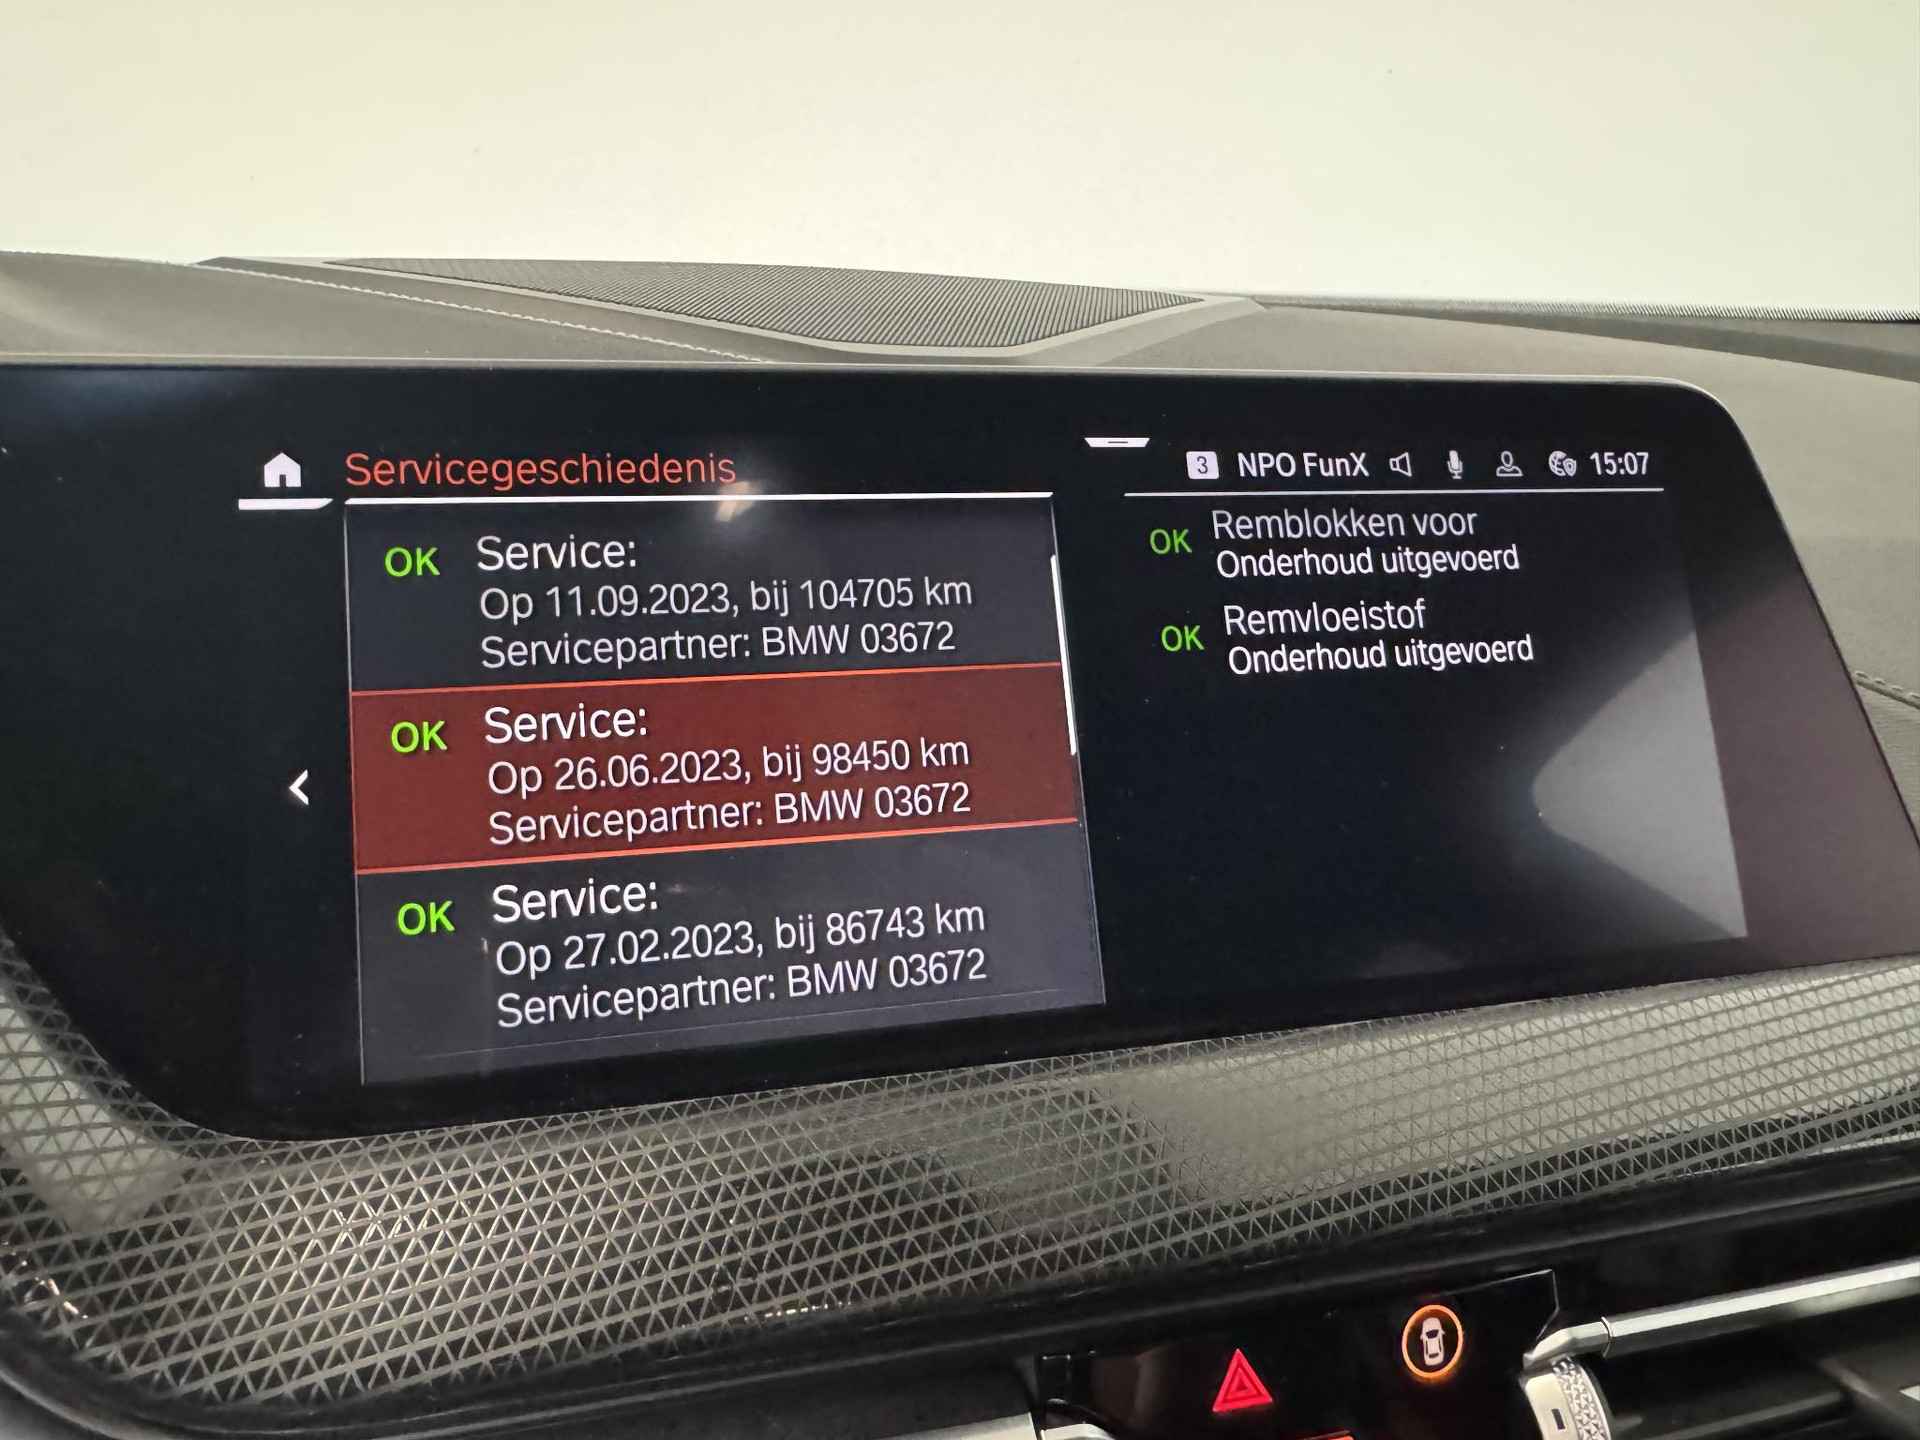 Servicegeschiedenis
3 NPO FunX 15:07
OK Service:
Op 11.09.2023, bij 104705 km
Servicepartner: BMW 03672
OK Service:
Op 26.06.2023, bij 98450 km
Servicepartner: BMW 03672
OK Service:
Op 27.02.2023, bij 86743 km
Servicepartner: BMW 03672
OK Remblokken voor
Onderhoud uitgevoerd
OK Remvloeistof
Onderhoud uitgevoerd